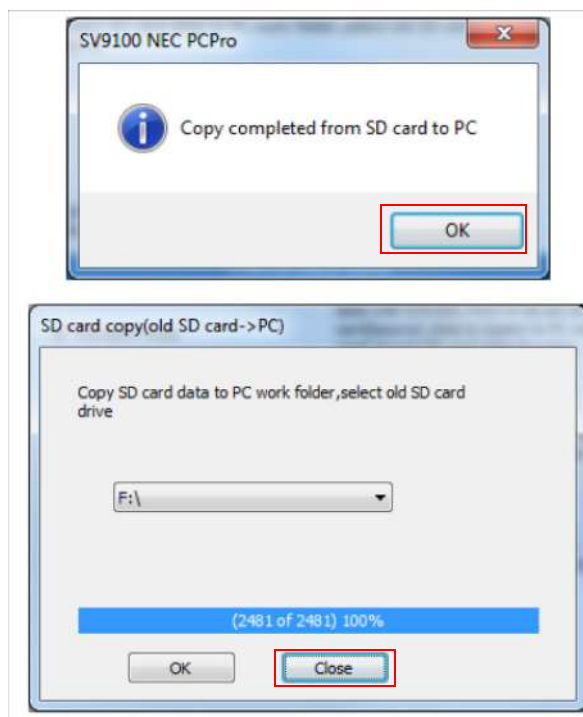 SV9100 NEC PCPro
Copy completed from SD card to PC
OK
SD card copy(old SD card->PC)
Copy SD card data to PC work folder,select old SD card
drive
F:\
(2481 of 2481) 100%
OK
Close